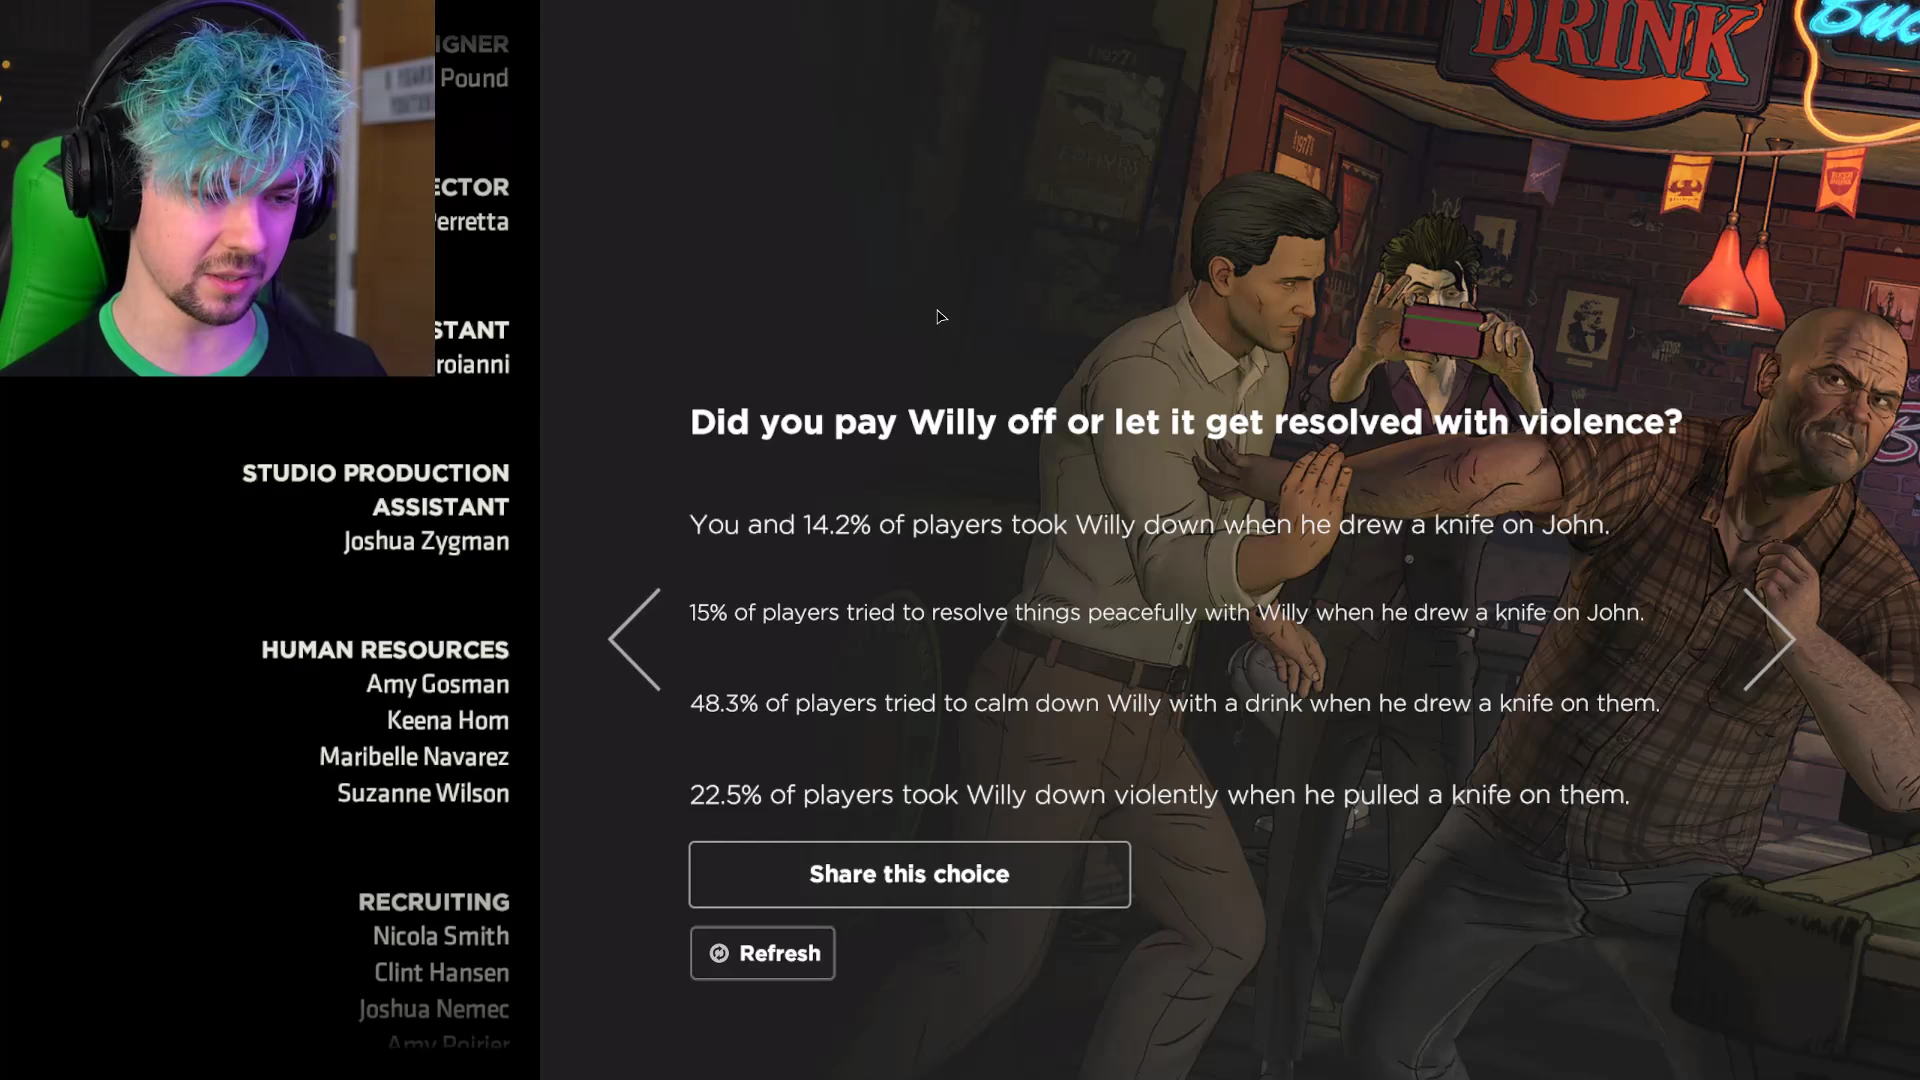 IGNER
Pound
ECTOR
erretta
STANT
roianni
STUDIO PRODUCTION
ASSISTANT
Joshua Zygman
HUMAN RESOURCES
Amy Gosman
Keena Hom
Maribelle Navarez
Suzanne Wilson
RECRUITING
Nicola Smith
Clint Hansen
Joshua Nemec
Amy Poirier
DRINK
Did you pay Willy off or let it get resolved with violence?
You and 14.2% of players took Willy down when he drew a knife on John.
15% of players tried to resolve things peacefully with Willy when he drew a knife on John.
48.3% of players tried to calm down Willy with a drink when he drew a knife on them.
22.5% of players took Willy down violently when he pulled a knife on them.
Share this choice
Refresh